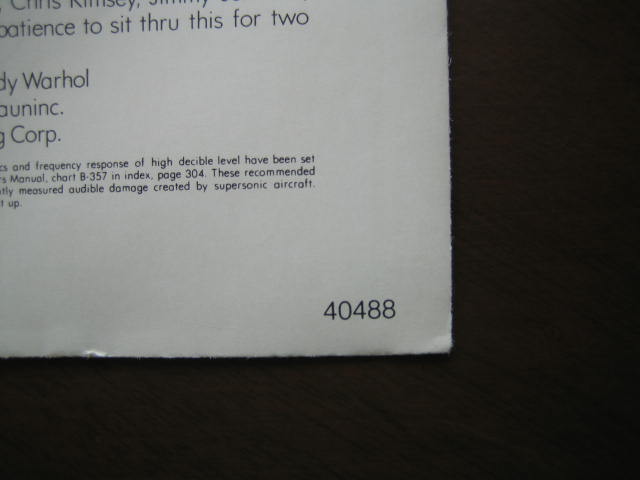 Chris Kimsey, Jimmy
patience to sit thru this for two
dy Warhol
auninc.
g Corp.
cs and frequency response of high decible level have been set
rs Manual, chart B-357 in index, page 304. These recommended
tly measured audible damage created by supersonic aircraft.
t up.
40488